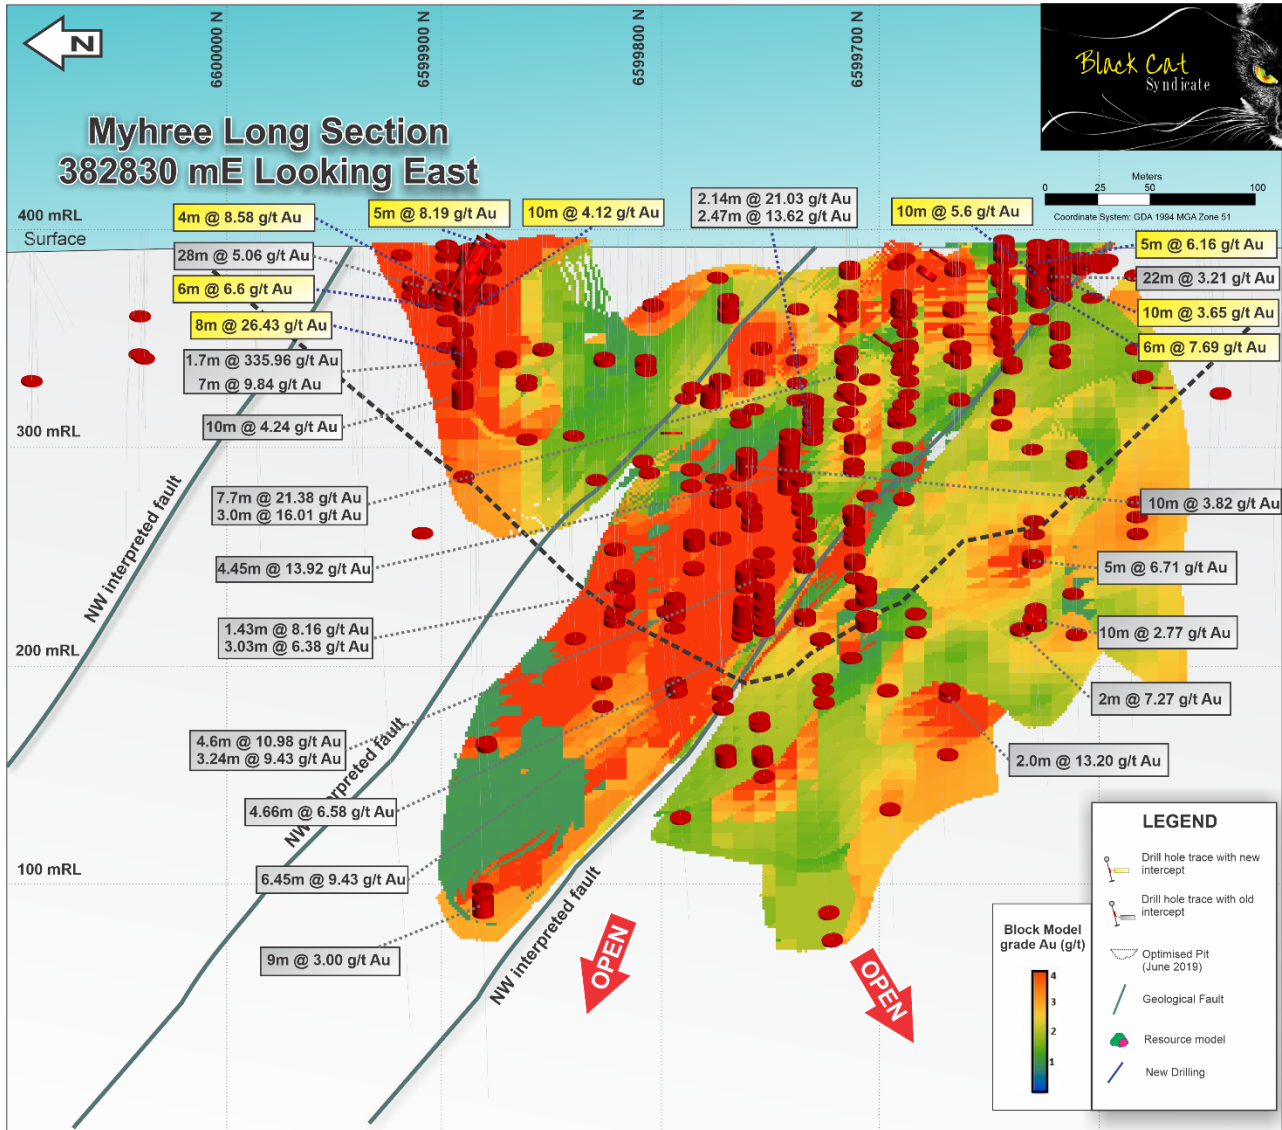 N
6600000 N
6599900 N
6599800 N
6599700 N
Black Cat
Syndicate
Myhree Long Section
382830 mE Looking East
Meters
0 25 50 100
Coordinate System: GDA 1994 MGA Zone 51
400 mRL
Surface
300 mRL
200 mRL
100 mRL
4m @ 8.58 g/t Au
5m @ 8.19 g/t Au
10m @ 4.12 g/t Au
2.14m @ 21.03 g/t Au
2.47m @ 13.62 g/t Au
10m @ 5.6 g/t Au
5m @ 6.16 g/t Au
28m @ 5.06 g/t Au
22m @ 3.21 g/t Au
6m @ 6.6 g/t Au
10m @ 3.65 g/t Au
8m @ 26.43 g/t Au
6m @ 7.69 g/t Au
1.7m @ 335.96 g/t Au
7m @ 9.84 g/t Au
10m @ 4.24 g/t Au
7.7m @ 21.38 g/t Au
3.0m @ 16.01 g/t Au
10m @ 3.82 g/t Au
4.45m @ 13.92 g/t Au
5m @ 6.71 g/t Au
1.43m @ 8.16 g/t Au
3.03m @ 6.38 g/t Au
10m @ 2.77 g/t Au
2m @ 7.27 g/t Au
4.6m @ 10.98 g/t Au
3.24m @ 9.43 g/t Au
2.0m @ 13.20 g/t Au
4.66m @ 6.58 g/t Au
6.45m @ 9.43 g/t Au
9m @ 3.00 g/t Au
NW interpreted fault
NW interpreted fault
NW interpreted fault
OPEN
OPEN
Block Model
grade Au (g/t)
4
3
2
1
LEGEND
Drill hole trace with new
intercept
Drill hole trace with old
intercept
Optimised Pit
(June 2019)
Geological Fault
Resource model
New Drilling